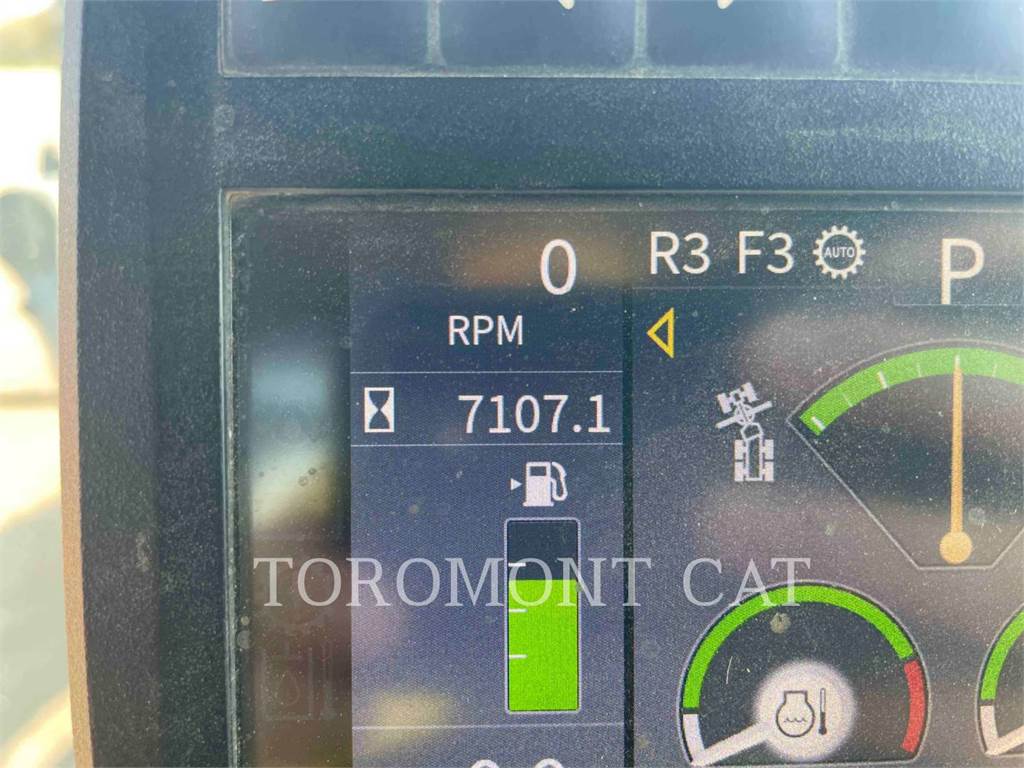 0
R3 F3 AUTO P
RPM
7107.1
TOROMONT CAT